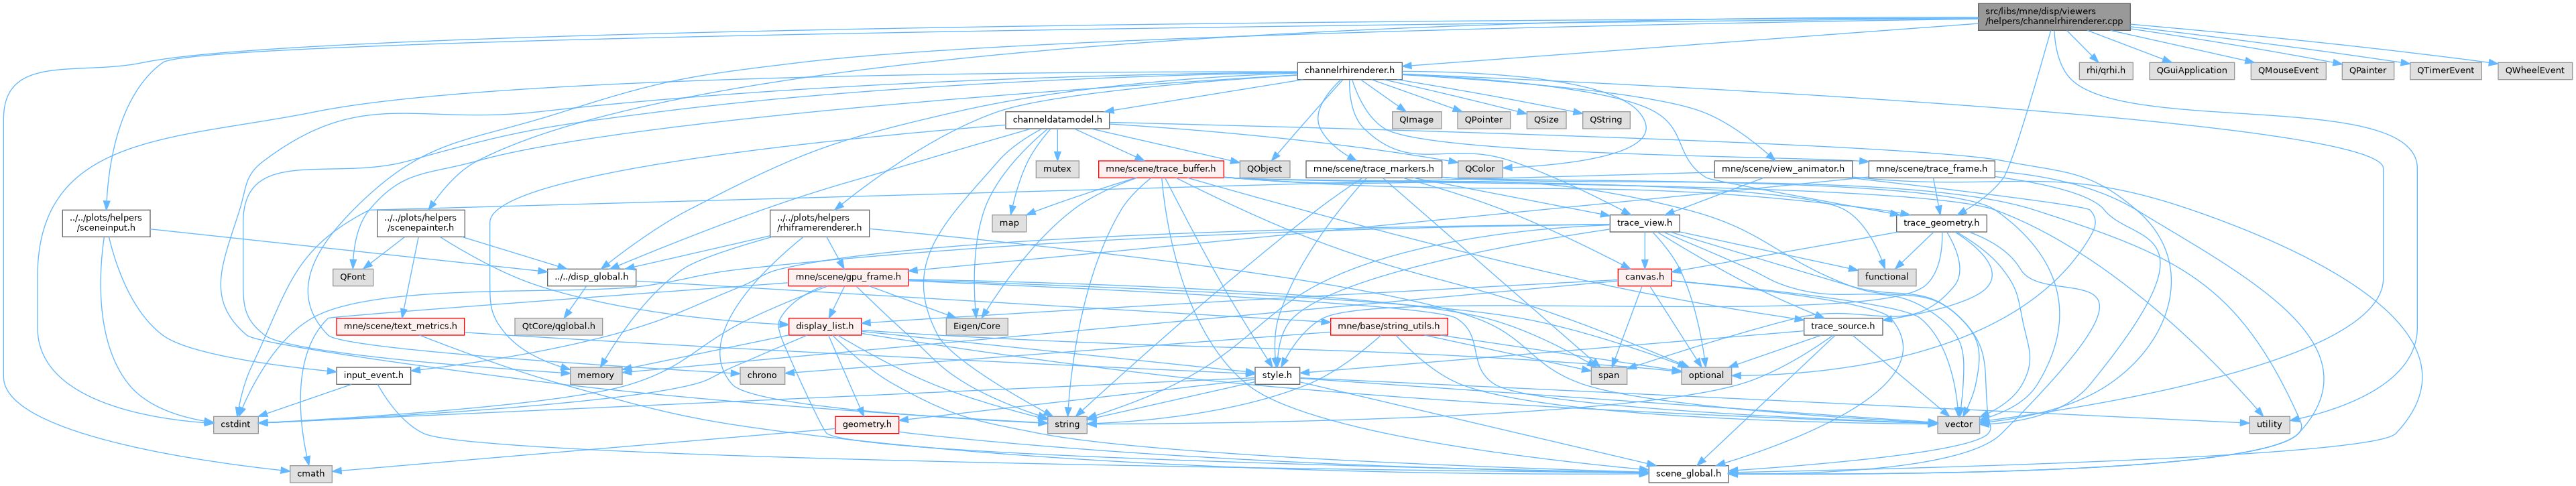 src/libs/mne/disp/viewers
/helpers/channelrhirenderer.cpp
channelrhirenderer.h
rhi/qrhi.h
QGuiApplication
QMouseEvent
QPainter
QTimerEvent
QWheelEvent
channeldatamodel.h
QImage
QPointer
QSize
QString
mutex
mne/scene/trace_buffer.h
QObject
mne/scene/trace_markers.h
QColor
mne/scene/view_animator.h
mne/scene/trace_frame.h
../../plots/helpers
/sceneinput.h
../../plots/helpers
/scenepainter.h
../../plots/helpers
/rhiframerenderer.h
map
trace_view.h
trace_geometry.h
QFont
../../disp_global.h
mne/scene/gpu_frame.h
canvas.h
functional
mne/scene/text_metrics.h
QtCore/qglobal.h
display_list.h
Eigen/Core
mne/base/string_utils.h
trace_source.h
input_event.h
memory
chrono
style.h
span
optional
cstdint
geometry.h
string
vector
utility
cmath
scene_global.h